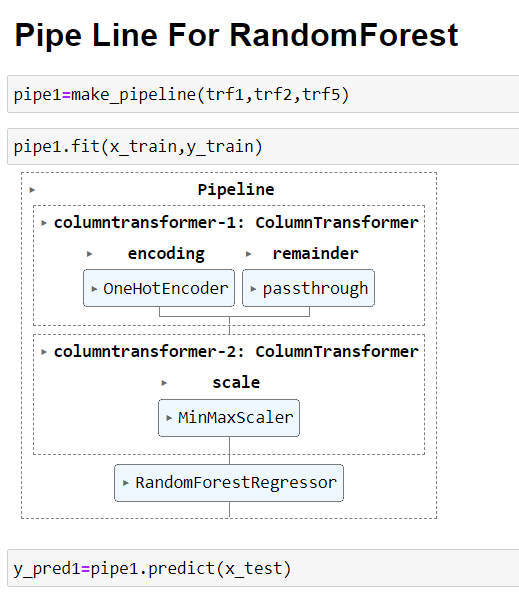 Pipe Line For RandomForest
pipe1=make_pipeline(trf1,trf2,trf5)
pipe1.fit(x_train,y_train)
Pipeline
columntransformer-1: ColumnTransformer
encoding remainder
OneHotEncoder passthrough
columntransformer-2: ColumnTransformer
scale
MinMaxScaler
RandomForestRegressor
y_pred1=pipe1.predict(x_test)